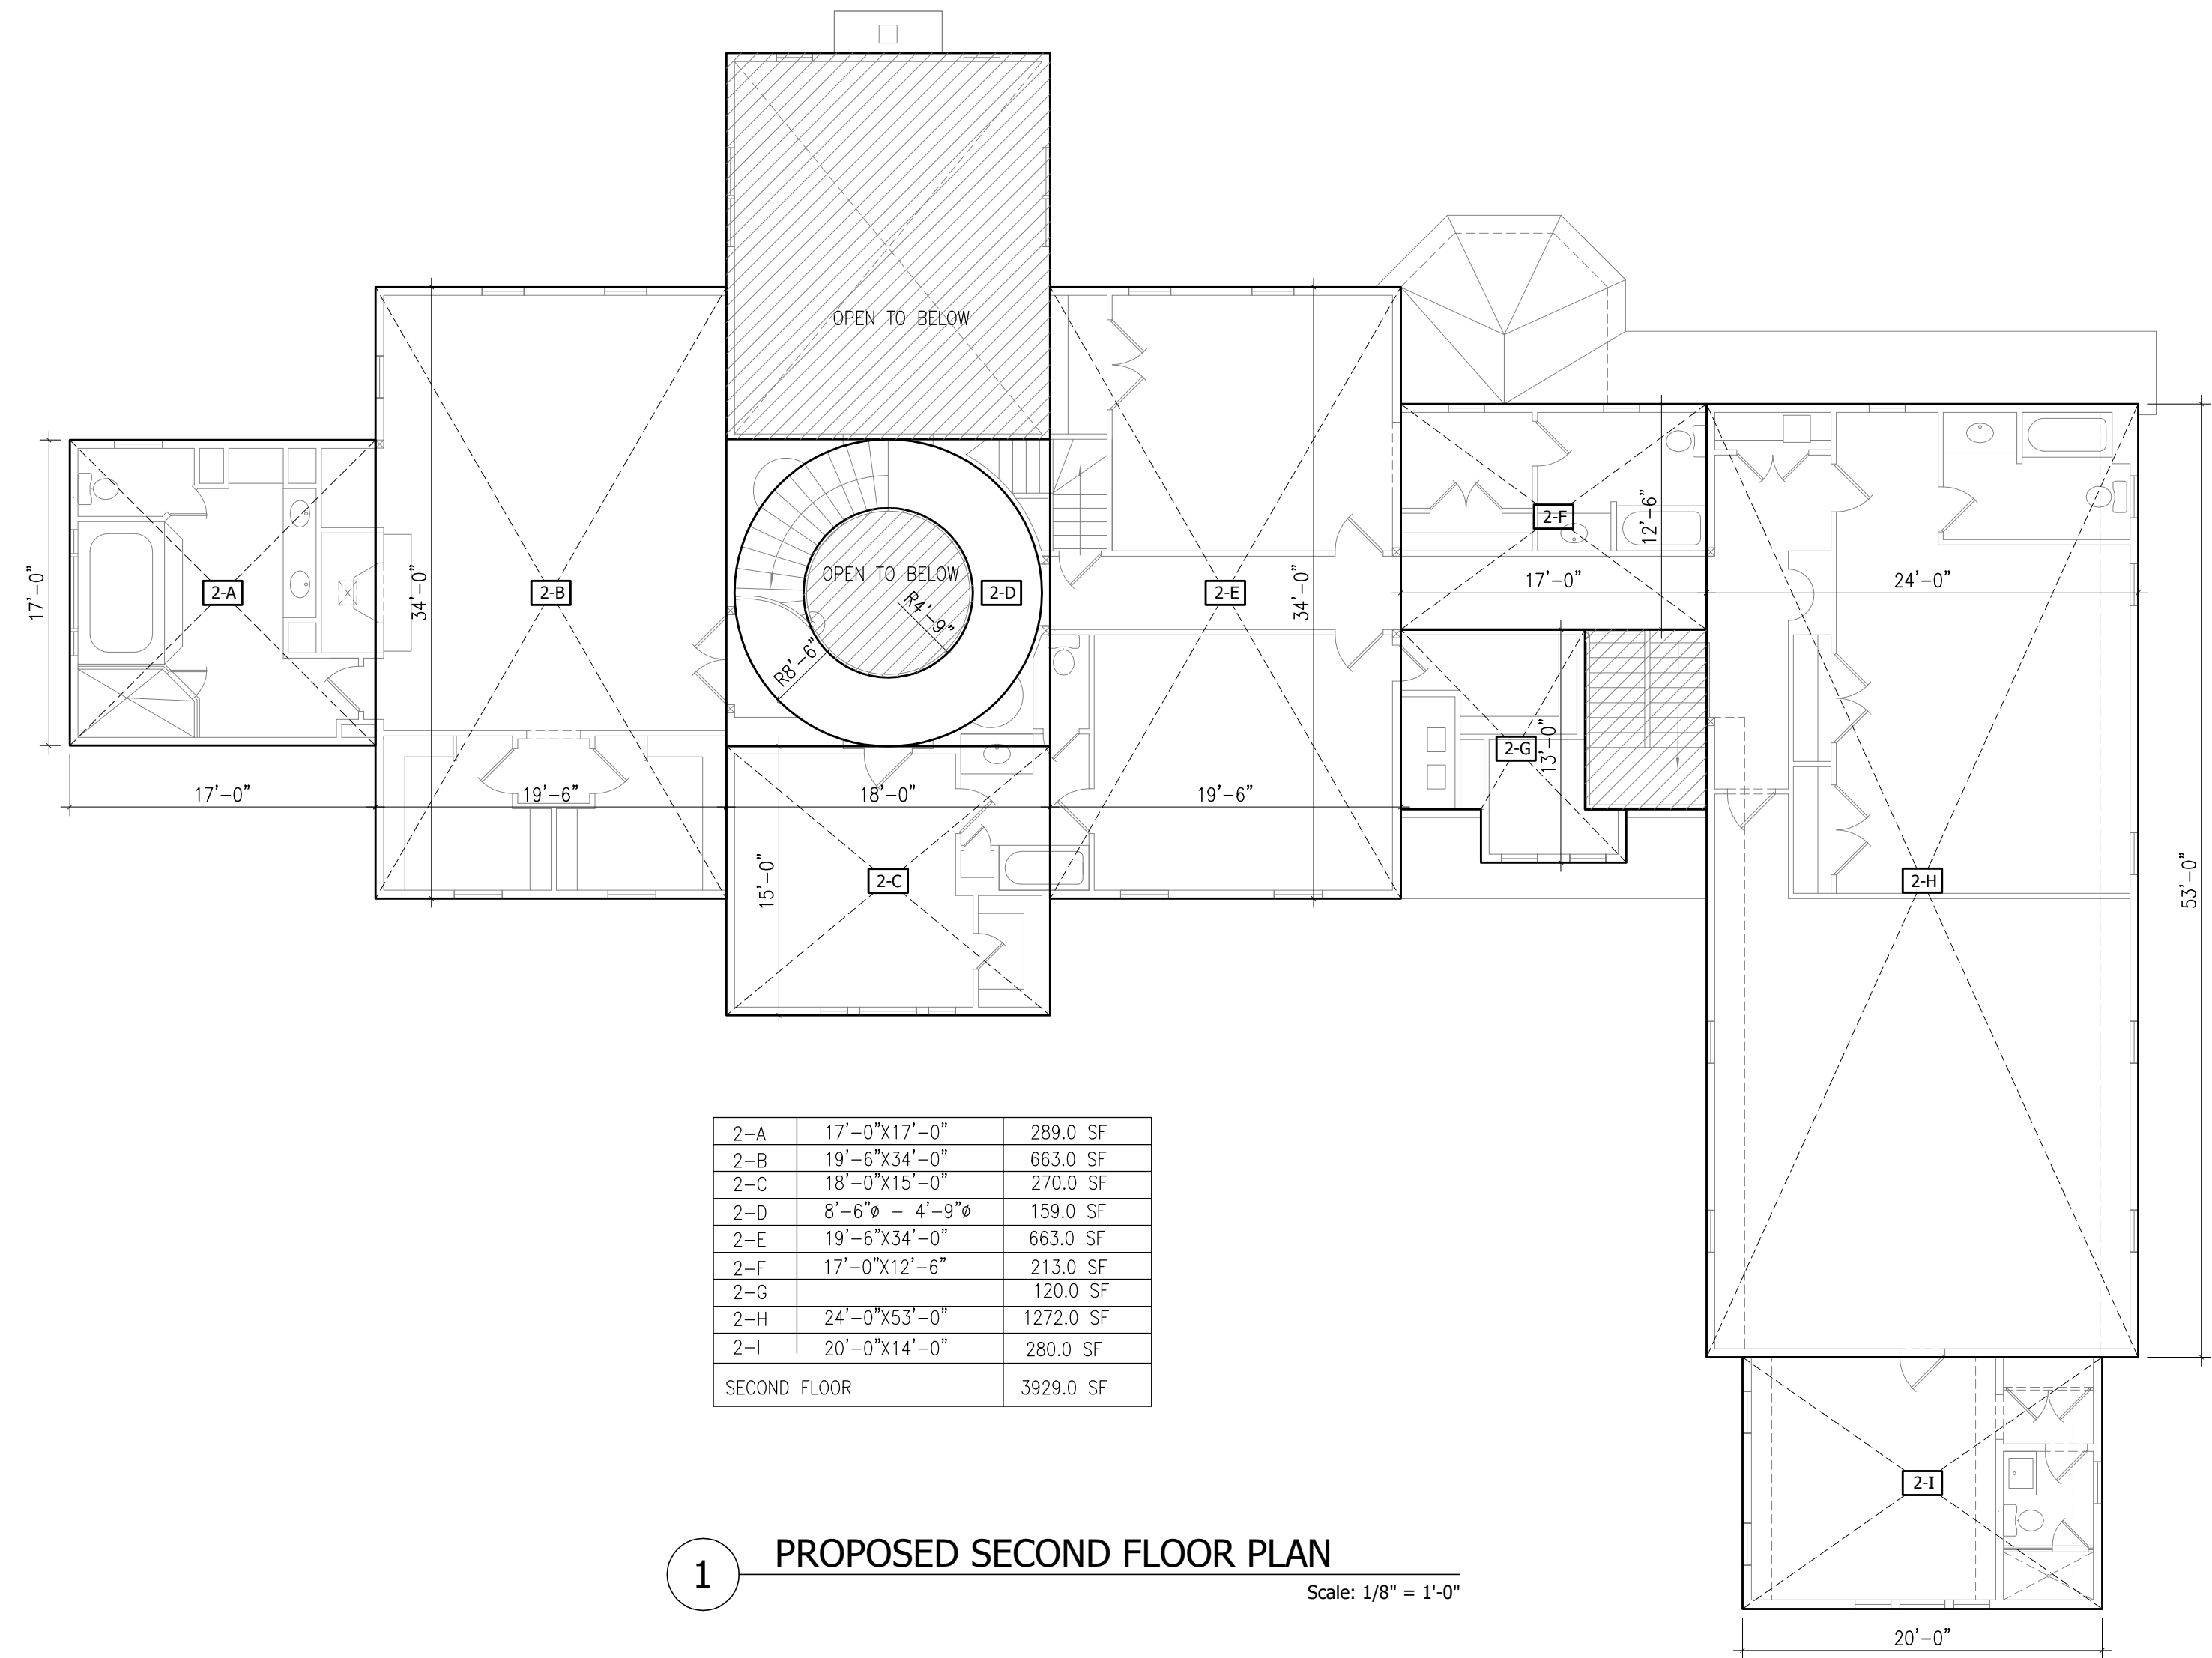 OPEN TO BELOW
OPEN TO BELOW
R4'-9"
R8'-6"
2-A
2-B
2-D
2-E
2-F
2-G
2-C
2-H
2-I
17'-0"
34'-0"
34'-0"
12'-6"
17'-0"
24'-0"
13'-0"
17'-0"
19'-6"
18'-0"
19'-6"
15'-0"
53'-0"
2-A 17'-0"X17'-0" 289.0 SF
2-B 19'-6"X34'-0" 663.0 SF
2-C 18'-0"X15'-0" 270.0 SF
2-D 8'-6"ø - 4'-9"ø 159.0 SF
2-E 19'-6"X34'-0" 663.0 SF
2-F 17'-0"X12'-6" 213.0 SF
2-G 120.0 SF
2-H 24'-0"X53'-0" 1272.0 SF
2-I 20'-0"X14'-0" 280.0 SF
SECOND FLOOR 3929.0 SF
1 PROPOSED SECOND FLOOR PLAN
Scale: 1/8" = 1'-0"
20'-0"